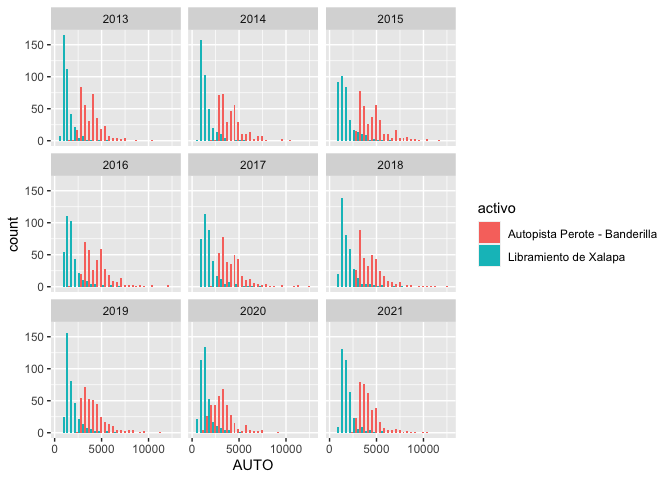 2013 2014 2015
150
100
50
0
2016 2017 2018
150
100
50
0
2019 2020 2021
150
100
50
0
0 5000 10000 0 5000 10000 0 5000 10000
AUTO
count
activo
Autopista Perote - Banderilla
Libramiento de Xalapa